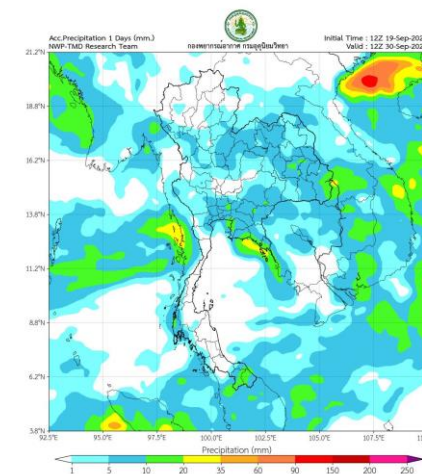 Acc.Precipitation 1 Days (mm.)
NWP-TMD Research Team
กองพยากรณ์อากาศ กรมอุตุนิยมวิทยา
Initial Time : 12Z 19-Sep-202
Valid : 12Z 30-Sep-202
21.2°N
18.8°N
16.2°N
13.8°N
11.2°N
8.8°N
6.2°N
3.8°N
92.5°E 95.0°E 97.5°E 100.0°E 102.5°E 105.0°E 107.5°E
Precipitation (mm)
1 5 10 20 35 60 90 150 200 250